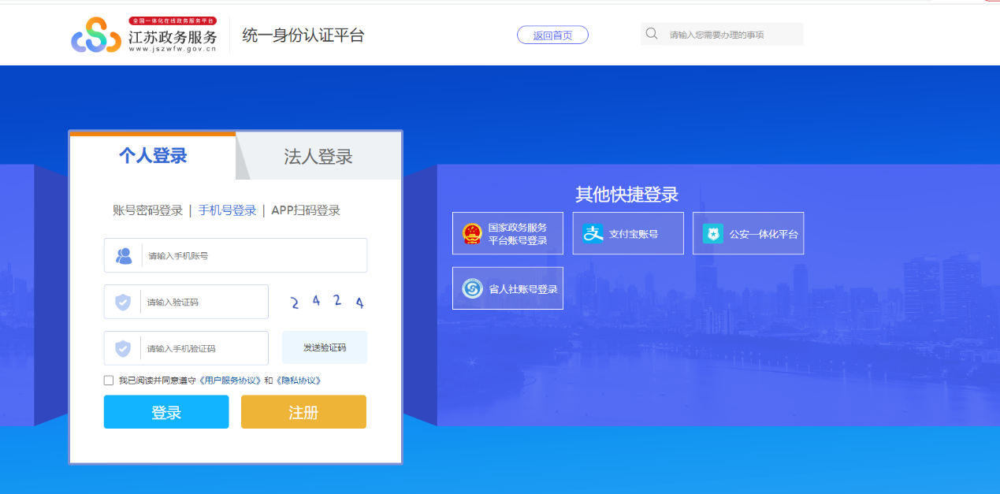 全国一体化在线政务服务平台
江苏政务服务
www.jszwfw.gov.cn
统一身份认证平台
返回首页
请输入您需要办理的事项
个人登录
法人登录
账号密码登录 | 手机号登录 | APP扫码登录
请输入手机账号
请输入验证码
2 4 2 4
请输入手机验证码
发送验证码
我已阅读并同意遵守《用户服务协议》和《隐私协议》
登录
注册
其他快捷登录
国家政务服务
平台账号登录
支付宝账号
公安一体化平台
省人社账号登录